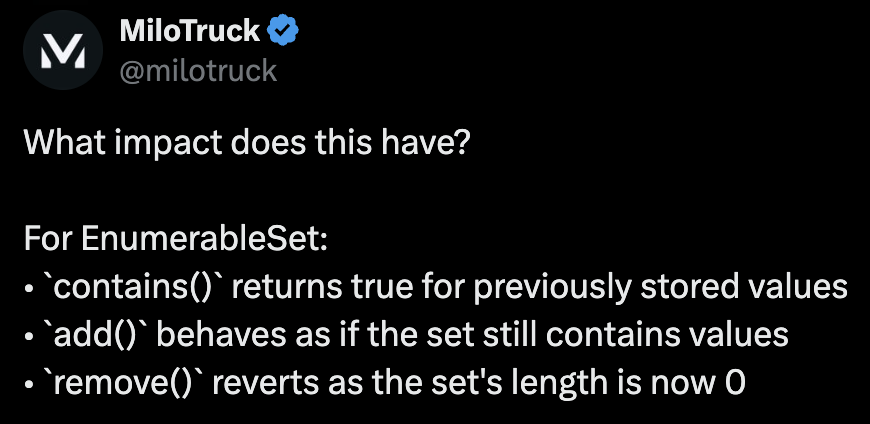 MiloTruck
@milotruck
What impact does this have?
For EnumerableSet:
• `contains()` returns true for previously stored values
• `add()` behaves as if the set still contains values
• `remove()` reverts as the set's length is now 0